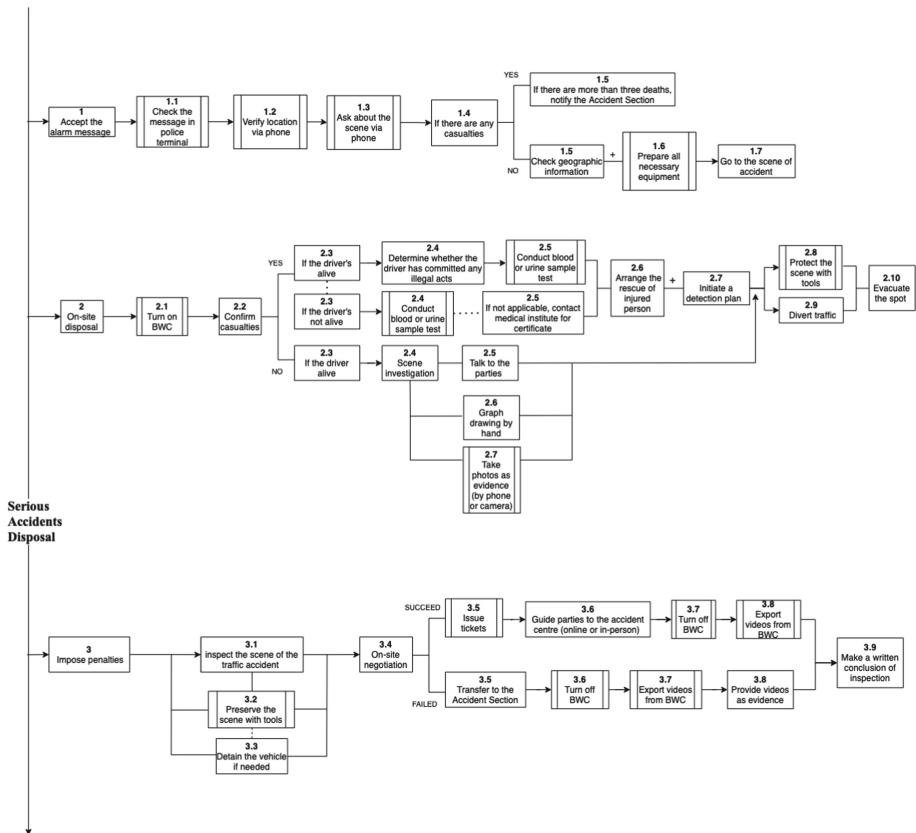 YES
1.5
If there are more than three deaths,
notify the Accident Section
1
Accept the
alarm message
1.1
Check the
message in
police
terminal
1.2
Verify location
via phone
1.3
Ask about the
scene via
phone
1.4
If there are any
casualties
NO
1.5
Check geographic
information
+
1.6
Prepare all
necessary
equipment
1.7
Go to the scene of
accident
2
On-site
disposal
2.1
Turn on
BWC
2.2
Confirm
casualties
YES
2.3
If the driver's
alive
2.4
Determine whether the
driver has committed any
illegal acts
2.5
Conduct blood
or urine sample
test
2.3
If the driver's
not alive
2.4
Conduct
blood or urine
sample test
2.5
If not applicable, contact
medical institute for
certificate
2.6
Arrange the
rescue of
injured
person
+
2.7
Initiate a
detection plan
2.8
Protect the
scene with
tools
2.9
Divert traffic
2.10
Evacuate
the spot
NO
2.3
If the driver
alive
2.4
Scene
investigation
2.5
Talk to the
parties
2.6
Graph
drawing by
hand
2.7
Take
photos as
evidence
(by phone
or camera)
Serious
Accidents
Disposal
3
Impose penalties
3.1
inspect the scene of the
traffic accident
3.2
Preserve the
scene with tools
3.3
Detain the vehicle
if needed
3.4
On-site
negotiation
SUCCEED
3.5
Issue
tickets
3.6
Guide parties to the accident
centre (online or in-person)
3.7
Turn off
BWC
3.8
Export
videos from
BWC
FAILED
3.5
Transfer to the
Accident Section
3.6
Turn off
BWC
3.7
Export videos
from BWC
3.8
Provide videos
as evidence
3.9
Make a written
conclusion of
inspection